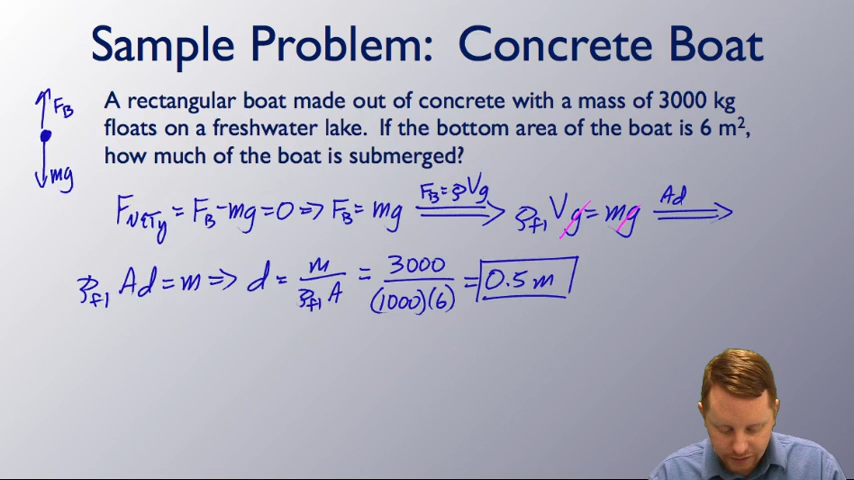 Sample Problem: Concrete Boat
A rectangular boat made out of concrete with a mass of 3000 kg
floats on a freshwater lake. If the bottom area of the boat is 6 m²,
how much of the boat is submerged?
F_B
mg
F_NETy = F_B - mg = 0 ⇒ F_B = mg ⇒ (F_B = ρVg) ρ_fl Vg = mg ⇒ (Ad)
ρ_fl Ad = m ⇒ d = m / ρ_fl A = 3000 / (1000)(6) = 0.5 m